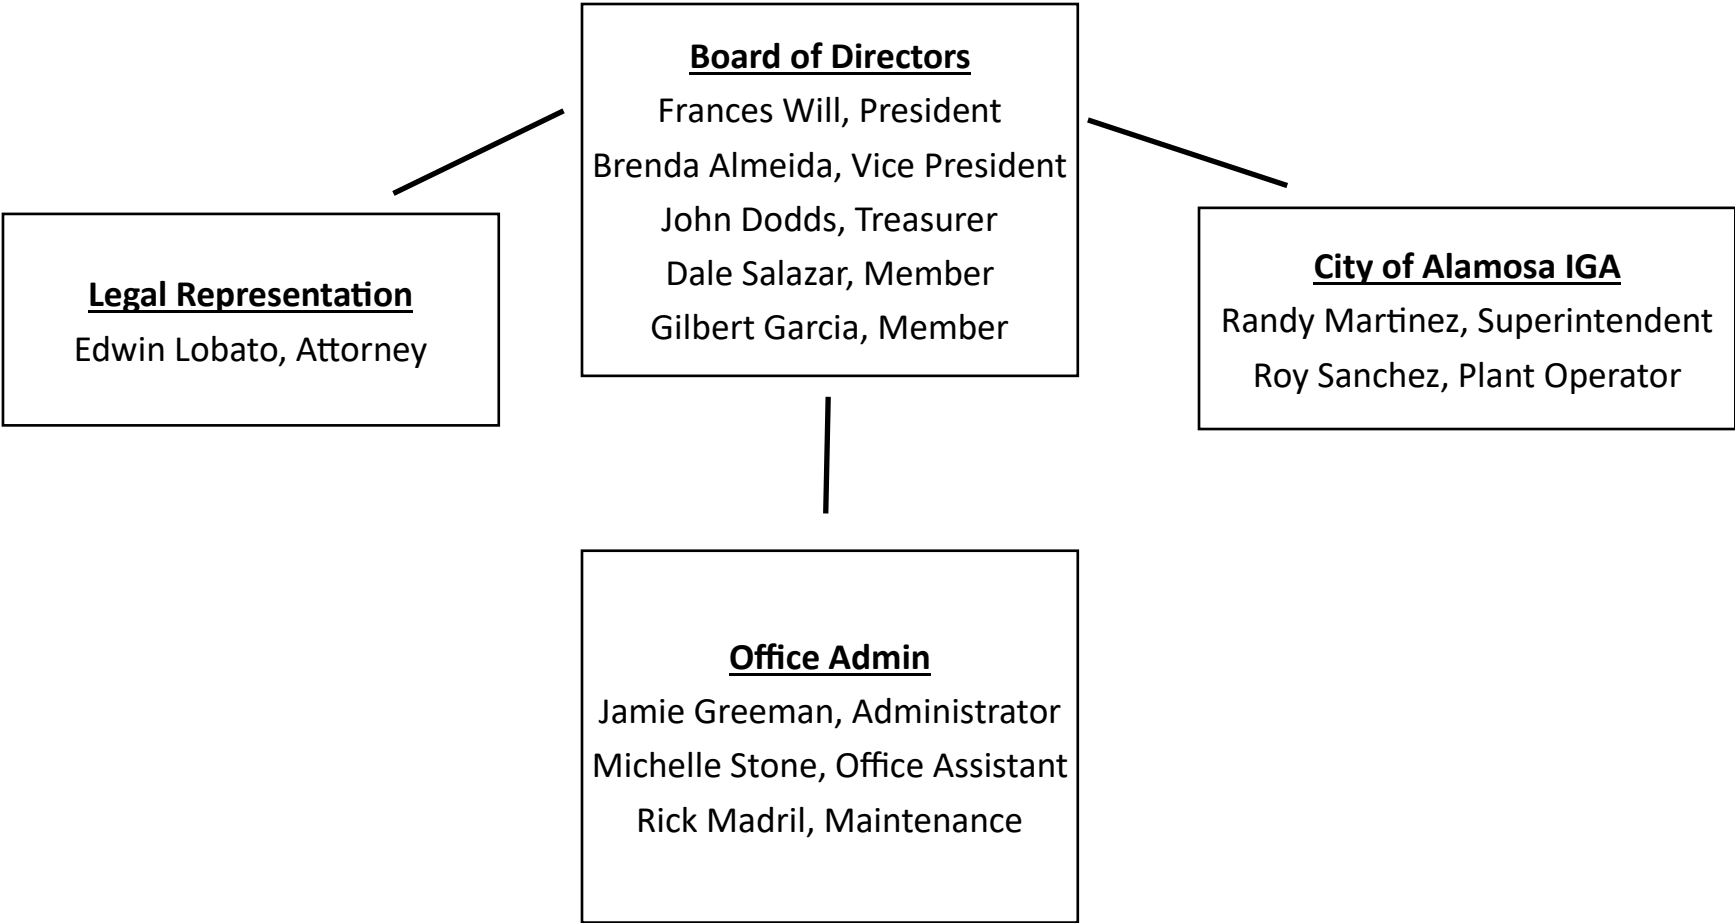 Board of Directors
Frances Will, President
Brenda Almeida, Vice President
John Dodds, Treasurer
Dale Salazar, Member
Gilbert Garcia, Member
Legal Representation
Edwin Lobato, Attorney
City of Alamosa IGA
Randy Martinez, Superintendent
Roy Sanchez, Plant Operator
Office Admin
Jamie Greeman, Administrator
Michelle Stone, Office Assistant
Rick Madril, Maintenance